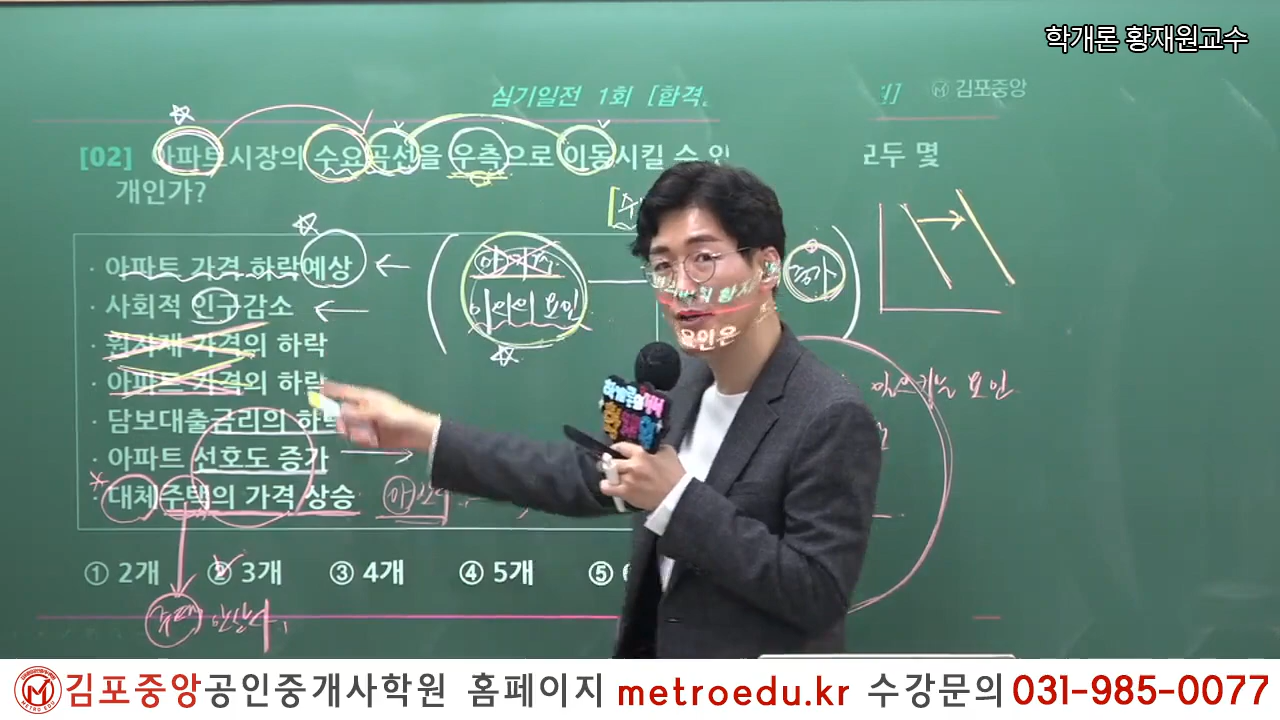 학개론 황재원교수
심기일전 1회 [합격
김포중앙
[02] 아파트시장의 수요곡선을 우측으로 이동시킬 수 있 모두 몇
개인가?
· 아파트 가격 하락예상
· 사회적 인구감소
· 원자재 가격의 하락
· 아파트 가격의 하락
· 담보대출금리의 하락
· 아파트 선호도 증가
· 대체주택의 가격 상승
이외의 요인
증가
요인
요인은
① 2개 ② 3개 ③ 4개 ④ 5개 ⑤
김포중앙공인중개사학원 홈페이지 metroedu.kr 수강문의 031-985-0077